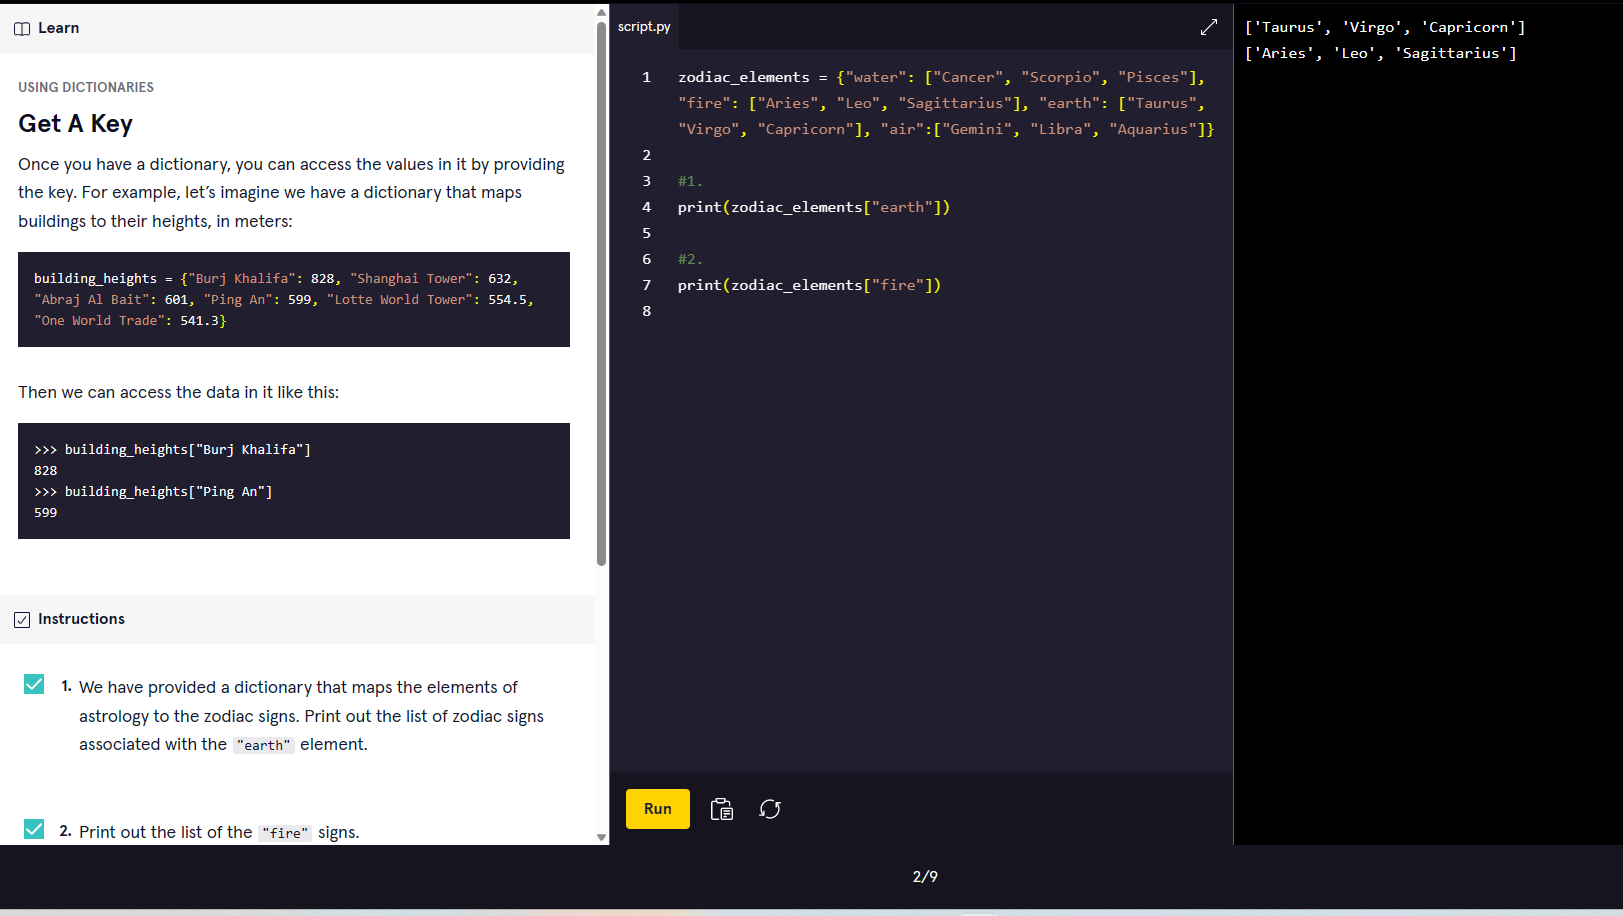 Learn
USING DICTIONARIES
Get A Key
Once you have a dictionary, you can access the values in it by providing
the key. For example, let’s imagine we have a dictionary that maps
buildings to their heights, in meters:
building_heights = {"Burj Khalifa": 828, "Shanghai Tower": 632,
"Abraj Al Bait": 601, "Ping An": 599, "Lotte World Tower": 554.5,
"One World Trade": 541.3}
Then we can access the data in it like this:
>>> building_heights["Burj Khalifa"]
828
>>> building_heights["Ping An"]
599
Instructions
1. We have provided a dictionary that maps the elements of
astrology to the zodiac signs. Print out the list of zodiac signs
associated with the "earth" element.
2. Print out the list of the "fire" signs.
script.py
1 zodiac_elements = {"water": ["Cancer", "Scorpio", "Pisces"],
"fire": ["Aries", "Leo", "Sagittarius"], "earth": ["Taurus",
"Virgo", "Capricorn"], "air":["Gemini", "Libra", "Aquarius"]}
2
3 #1.
4 print(zodiac_elements["earth"])
5
6 #2.
7 print(zodiac_elements["fire"])
8
Run
['Taurus', 'Virgo', 'Capricorn']
['Aries', 'Leo', 'Sagittarius']
2/9